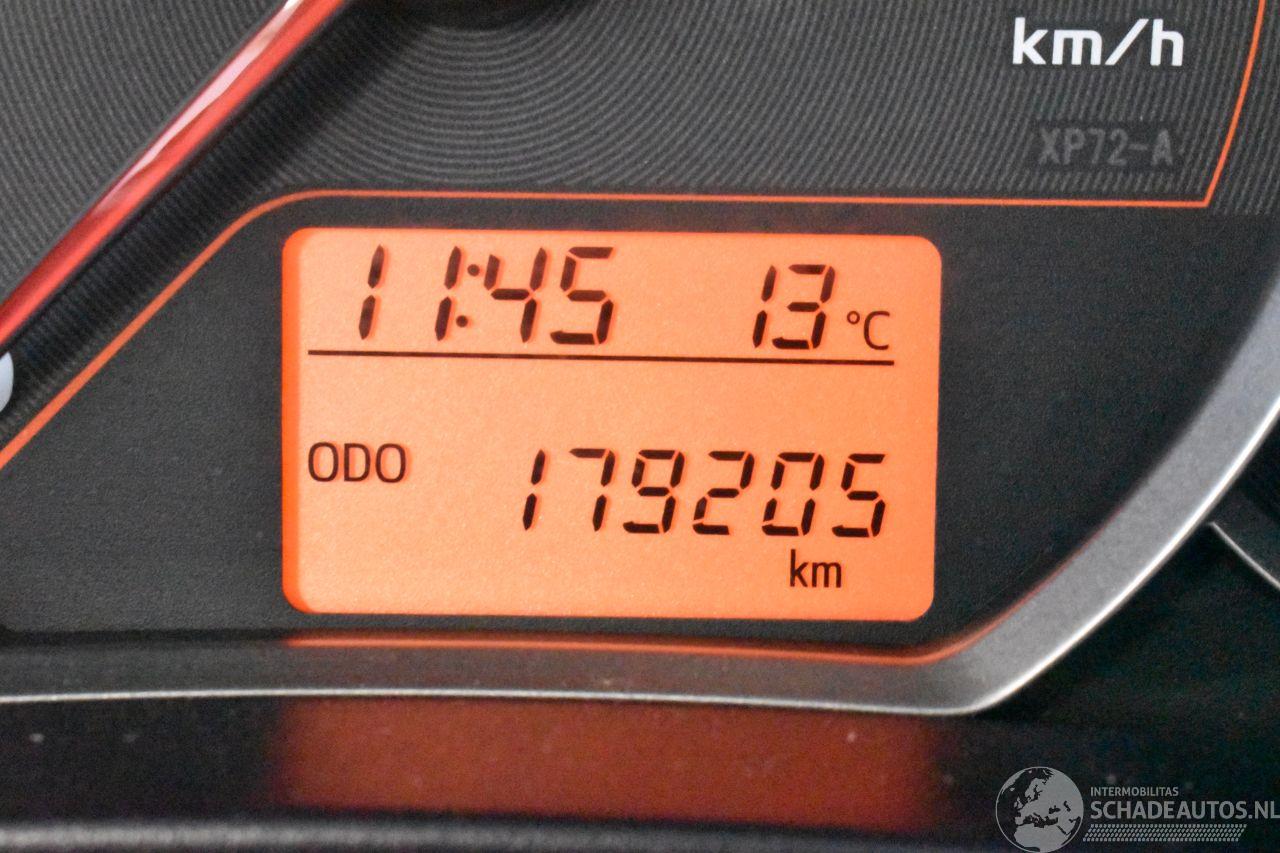 km/h
XP72-A
11:45 13 °C
ODO 179205
km
INTERMOBILITAS
SCHADEAUTOS.NL